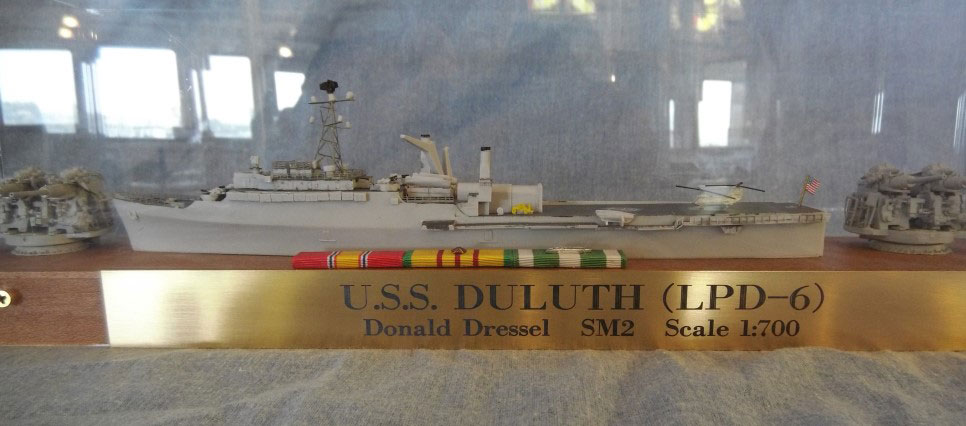 U.S.S. DULUTH (LPD-6)
Donald Dressel SM2 Scale 1:700